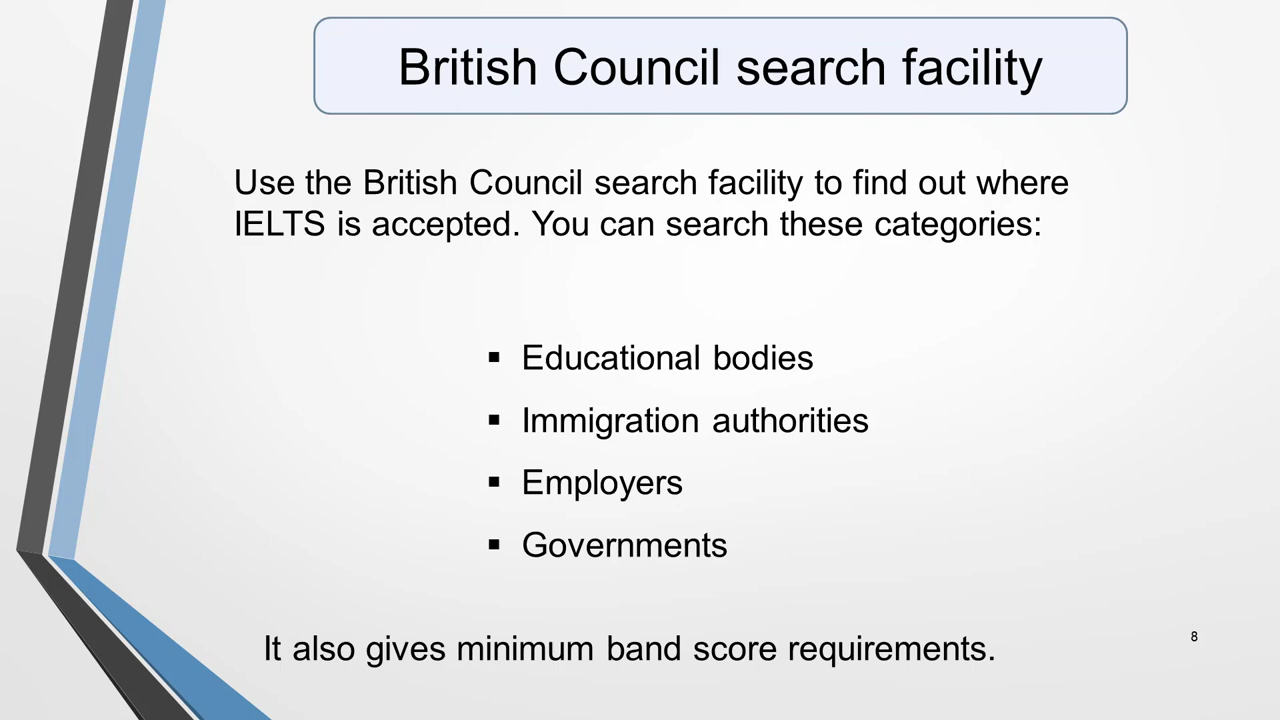 British Council search facility
Use the British Council search facility to find out where
IELTS is accepted. You can search these categories:
▪ Educational bodies
▪ Immigration authorities
▪ Employers
▪ Governments
It also gives minimum band score requirements.
8